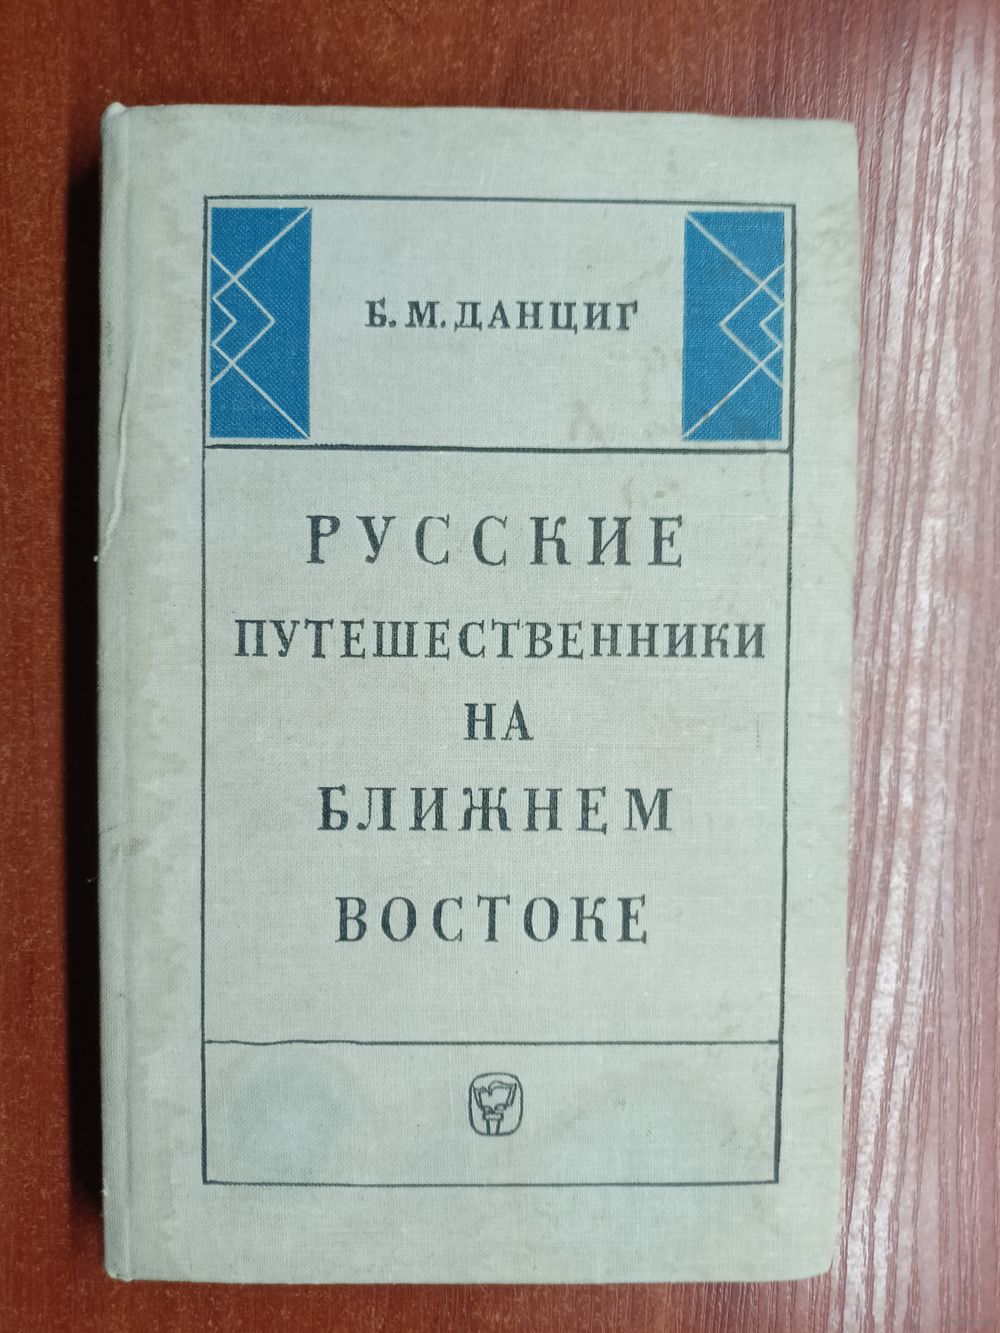 Б. М. ДАНЦИГ
РУССКИЕ
ПУТЕШЕСТВЕННИКИ
НА
БЛИЖНЕМ
ВОСТОКЕ